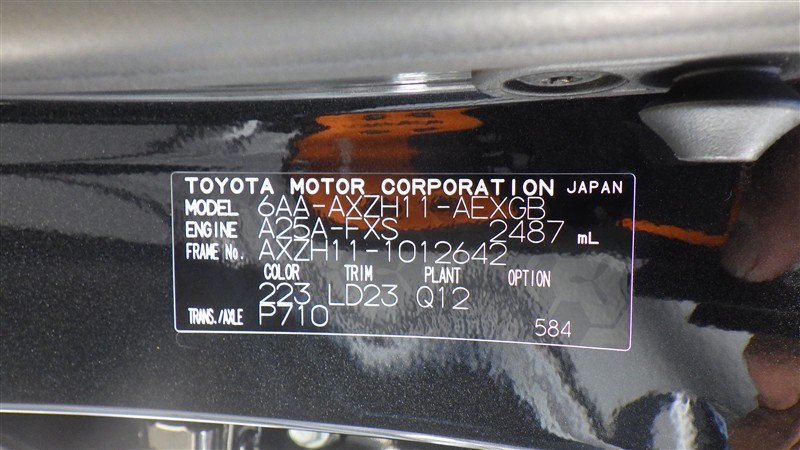 TOYOTA MOTOR CORPORATION JAPAN
MODEL 6AA-AXZH11-AEXGB
ENGINE A25A-FXS 2487 mL
FRAME No. AXZH11-1012642
COLOR TRIM PLANT OPTION
223 LD23 Q12
TRANS./AXLE P710 584